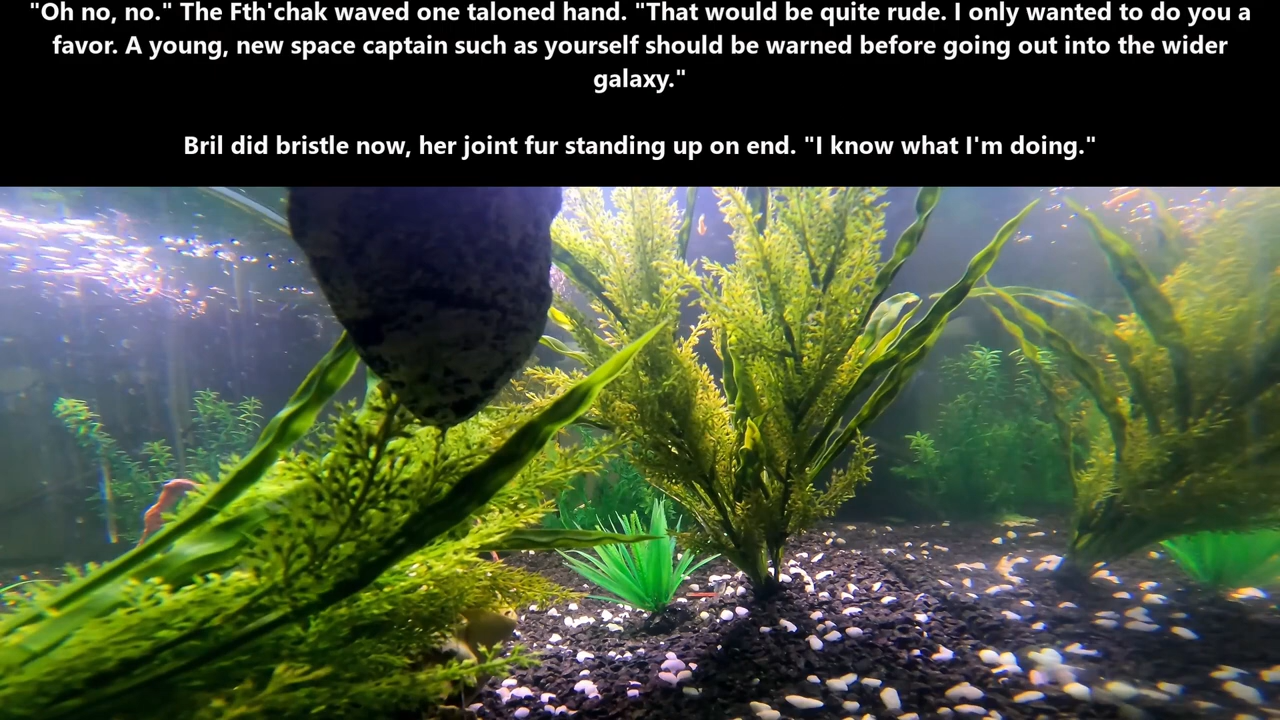 "Oh no, no." The Fth'chak waved one taloned hand. "That would be quite rude. I only wanted to do you a
favor. A young, new space captain such as yourself should be warned before going out into the wider
galaxy."
Bril did bristle now, her joint fur standing up on end. "I know what I'm doing."